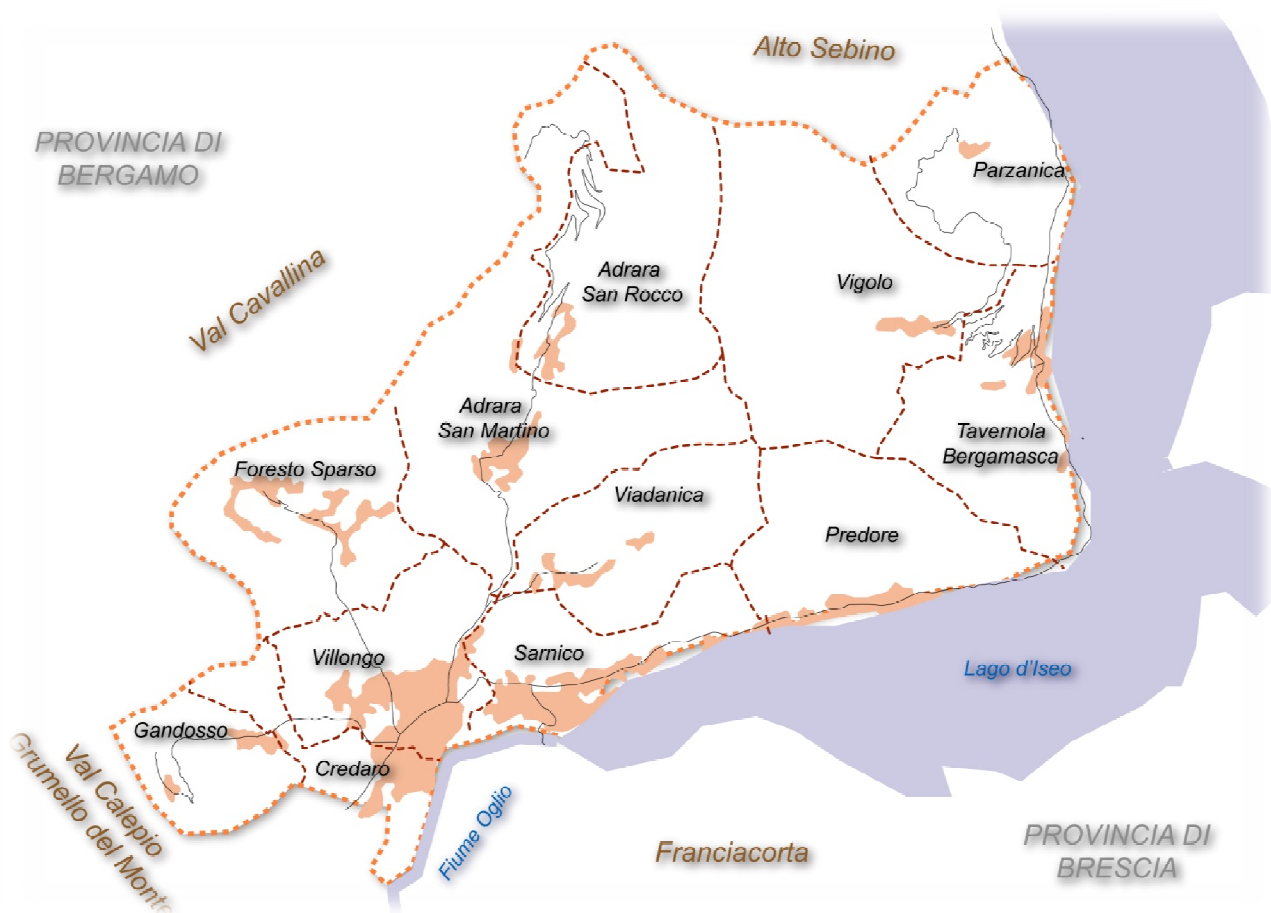 Alto Sebino
PROVINCIA DI
BERGAMO
Parzanica
Adrara
San Rocco
Vigolo
Val Cavallina
Adrara
San Martino
Tavernola
Bergamasca
Foresto Sparso
Viadanica
Predore
Villongo
Sarnico
Lago d'Iseo
Gandosso
Credaro
Val Calepio
Grumello del Monte
Fiume Oglio
Franciacorta
PROVINCIA DI
BRESCIA